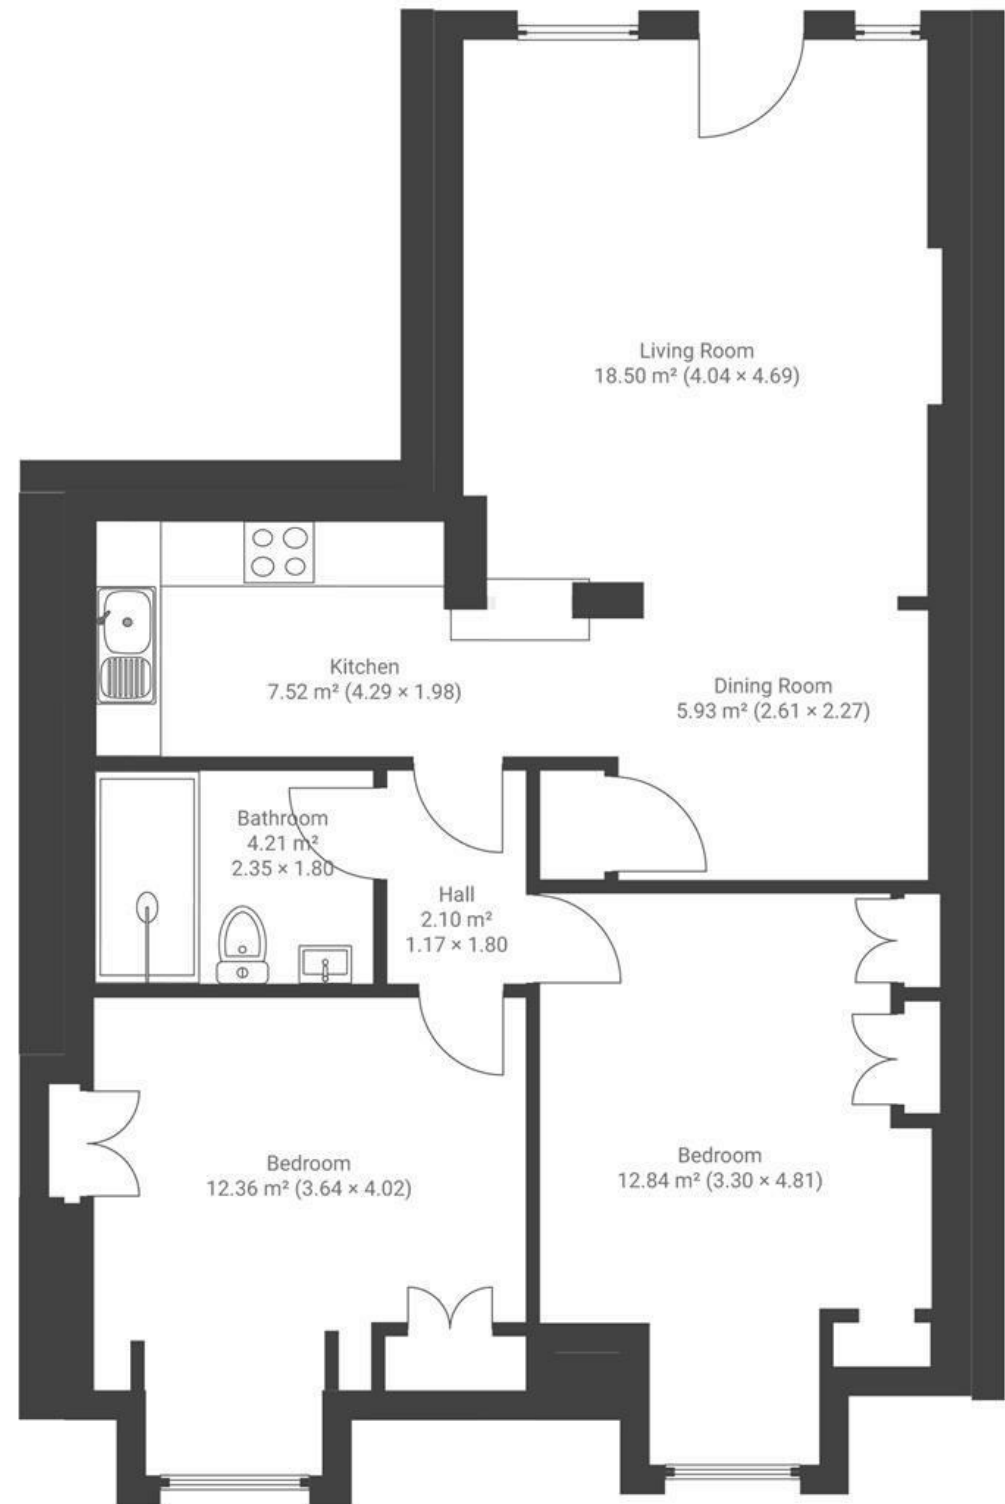 Living Room
18.50 m² (4.04 × 4.69)
Kitchen
7.52 m² (4.29 × 1.98)
Dining Room
5.93 m² (2.61 × 2.27)
Bathroom
4.21 m²
2.35 × 1.80
Hall
2.10 m²
1.17 × 1.80
Bedroom
12.36 m² (3.64 × 4.02)
Bedroom
12.84 m² (3.30 × 4.81)